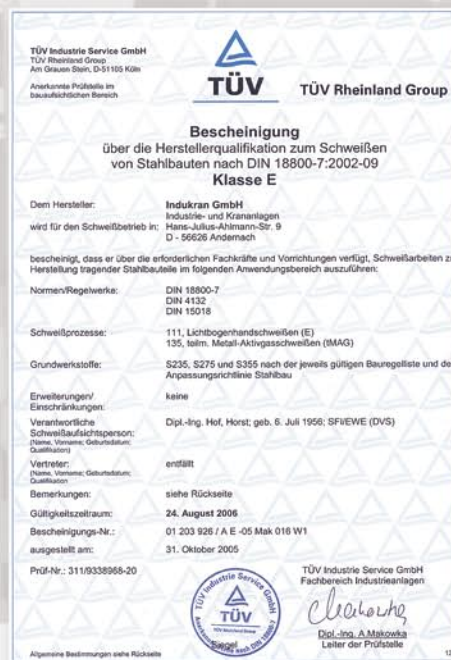 TÜV Industrie Service GmbH
TÜV Rheinland Group
Am Grauen Stein, D-51105 Köln
Anerkannte Prüfstelle im
bauaufsichtlichen Bereich
TÜV
TÜV Rheinland Group
Bescheinigung
über die Herstellerqualifikation zum Schweißen
von Stahlbauten nach DIN 18800-7:2002-09
Klasse E
Dem Hersteller: Indukran GmbH
Industrie- und Krananlagen
wird für den Schweißbetrieb in: Hans-Julius-Ahlmann-Str. 9
D - 56626 Andernach
bescheinigt, dass er über die erforderlichen Fachkräfte und Vorrichtungen verfügt, Schweißarbeiten z
Herstellung tragender Stahlbauteile im folgenden Anwendungsbereich auszuführen:
Normen/Regelwerke: DIN 18800-7
DIN 4132
DIN 15018
Schweißprozesse: 111, Lichtbogenhandschweißen (E)
135, teilm. Metall-Aktivgasschweißen (tMAG)
Grundwerkstoffe: S235, S275 und S355 nach der jeweils gültigen Bauregelliste und de
Anpassungsrichtlinie Stahlbau
Erweiterungen/ keine
Einschränkungen:
Verantwortliche Dipl.-Ing. Hof, Horst; geb. 6. Juli 1956; SFI/EWE (DVS)
Schweißaufsichtsperson:
(Name, Vorname; Geburtsdatum;
Qualifikation)
Vertreter: entfällt
(Name, Vorname; Geburtsdatum;
Qualifikation
Bemerkungen: siehe Rückseite
Gültigkeitszeitraum: 24. August 2006
Bescheinigungs-Nr.: 01 203 926 / A E -05 Mak 016 W1
ausgestellt am: 31. Oktober 2005
Prüf-Nr.: 311/9338968-20
TÜV Industrie Service GmbH
Fachbereich Industrieanlagen
TÜV Industrie Service GmbH
TÜV
TÜV Rheinland Group
Siegel
Dipl.-Ing. A.Makowka
Leiter der Prüfstelle
Allgemeine Bestimmungen siehe Rückseite